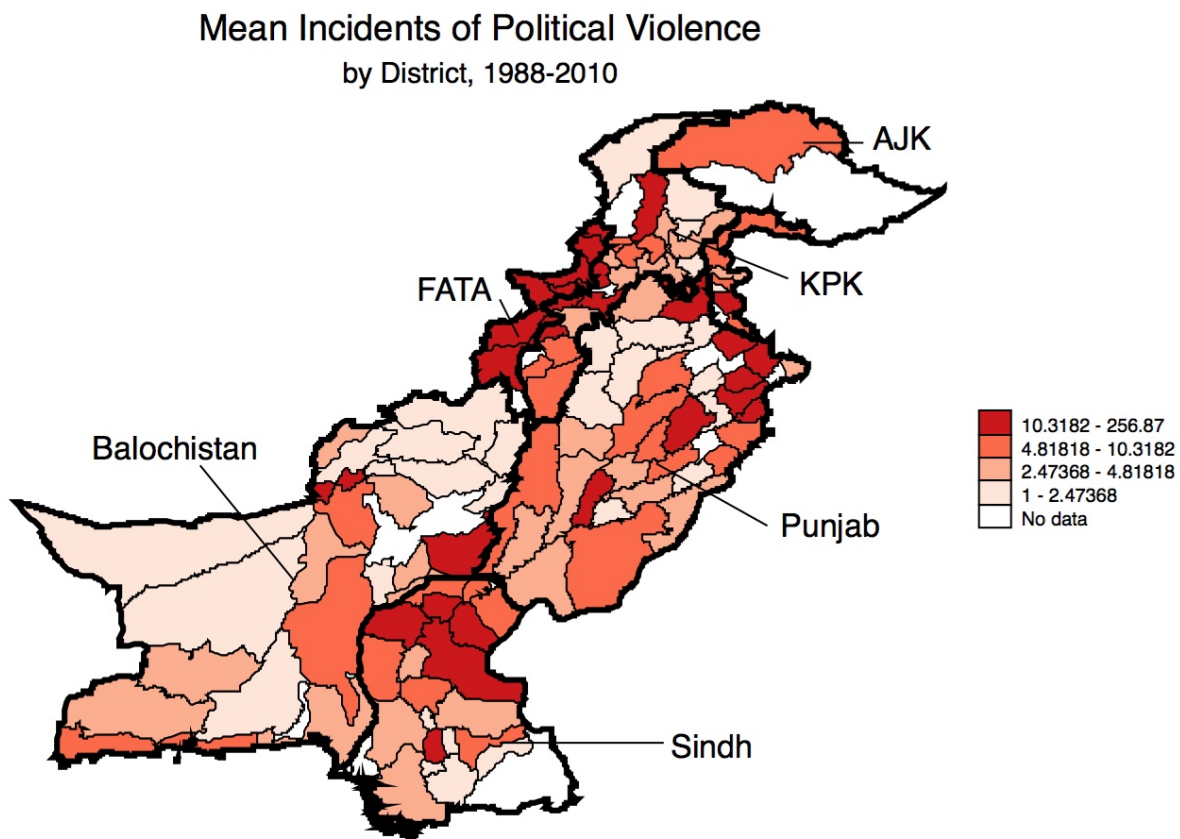 Mean Incidents of Political Violence
by District, 1988-2010
AJK
KPK
FATA
Balochistan
Punjab
Sindh
10.3182 - 256.87
4.81818 - 10.3182
2.47368 - 4.81818
1 - 2.47368
No data